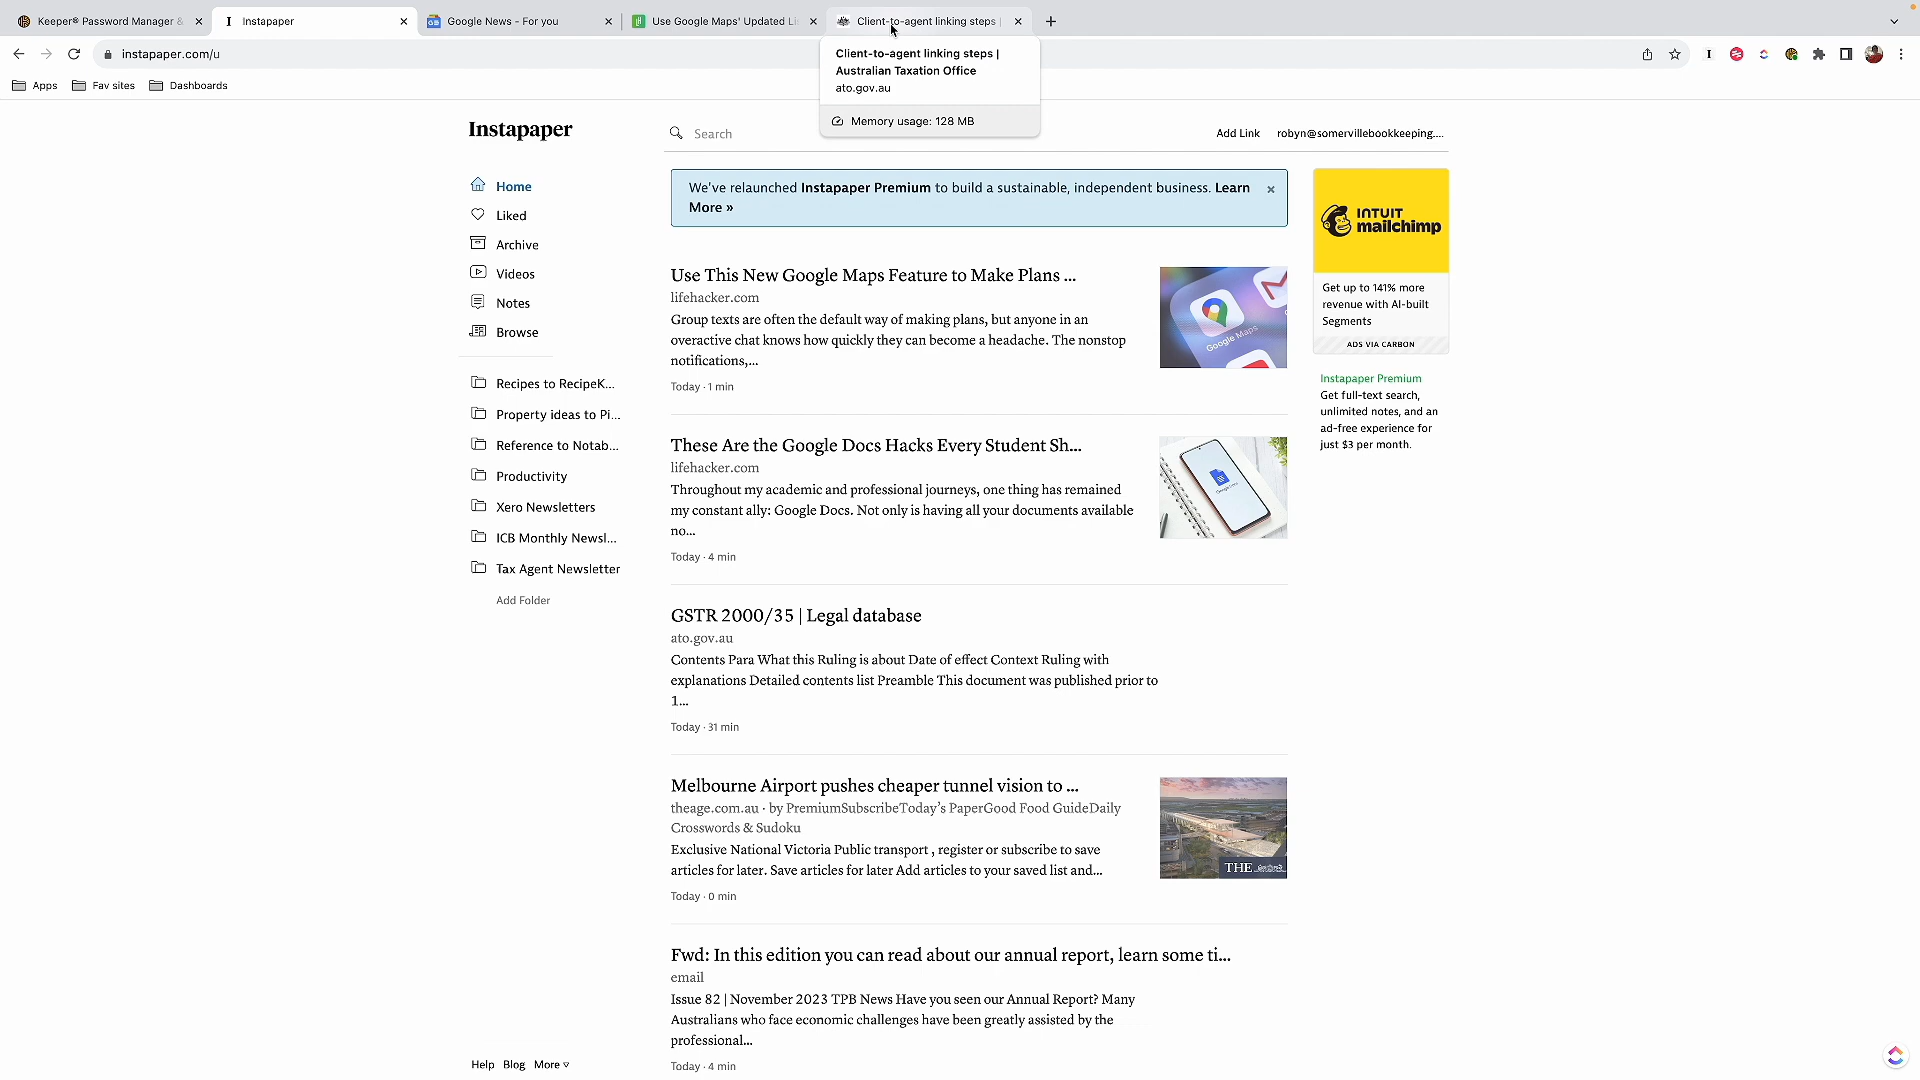 Keeper® Password Manager &
Instapaper
Google News - For you
Use Google Maps' Updated Li
Client-to-agent linking steps |
instapaper.com/u
Client-to-agent linking steps |
Australian Taxation Office
ato.gov.au
Memory usage: 128 MB
Apps
Fav sites
Dashboards
Instapaper
Search
Add Link
robyn@somervillebookkeeping....
Home
Liked
Archive
Videos
Notes
Browse
Recipes to RecipeK...
Property ideas to Pi...
Reference to Notab...
Productivity
Xero Newsletters
ICB Monthly Newsl...
Tax Agent Newsletter
Add Folder
We've relaunched Instapaper Premium to build a sustainable, independent business. Learn
More »
Use This New Google Maps Feature to Make Plans ...
lifehacker.com
Group texts are often the default way of making plans, but anyone in an
overactive chat knows how quickly they can become a headache. The nonstop
notifications,...
Today · 1 min
Google Maps
These Are the Google Docs Hacks Every Student Sh...
lifehacker.com
Throughout my academic and professional journeys, one thing has remained
my constant ally: Google Docs. Not only is having all your documents available
no...
Today · 4 min
GSTR 2000/35 | Legal database
ato.gov.au
Contents Para What this Ruling is about Date of effect Context Ruling with
explanations Detailed contents list Preamble This document was published prior to
1...
Today · 31 min
Melbourne Airport pushes cheaper tunnel vision to ...
theage.com.au · by PremiumSubscribeToday's PaperGood Food GuideDaily
Crosswords & Sudoku
Exclusive National Victoria Public transport , register or subscribe to save
articles for later. Save articles for later Add articles to your saved list and...
Today · 0 min
THE
Fwd: In this edition you can read about our annual report, learn some ti...
email
Issue 82 | November 2023 TPB News Have you seen our Annual Report? Many
Australians who face economic challenges have been greatly assisted by the
professional...
Today · 4 min
INTUIT
mailchimp
Get up to 141% more
revenue with AI-built
Segments
ADS VIA CARBON
Instapaper Premium
Get full-text search,
unlimited notes, and an
ad-free experience for
just $3 per month.
Help
Blog
More ▿